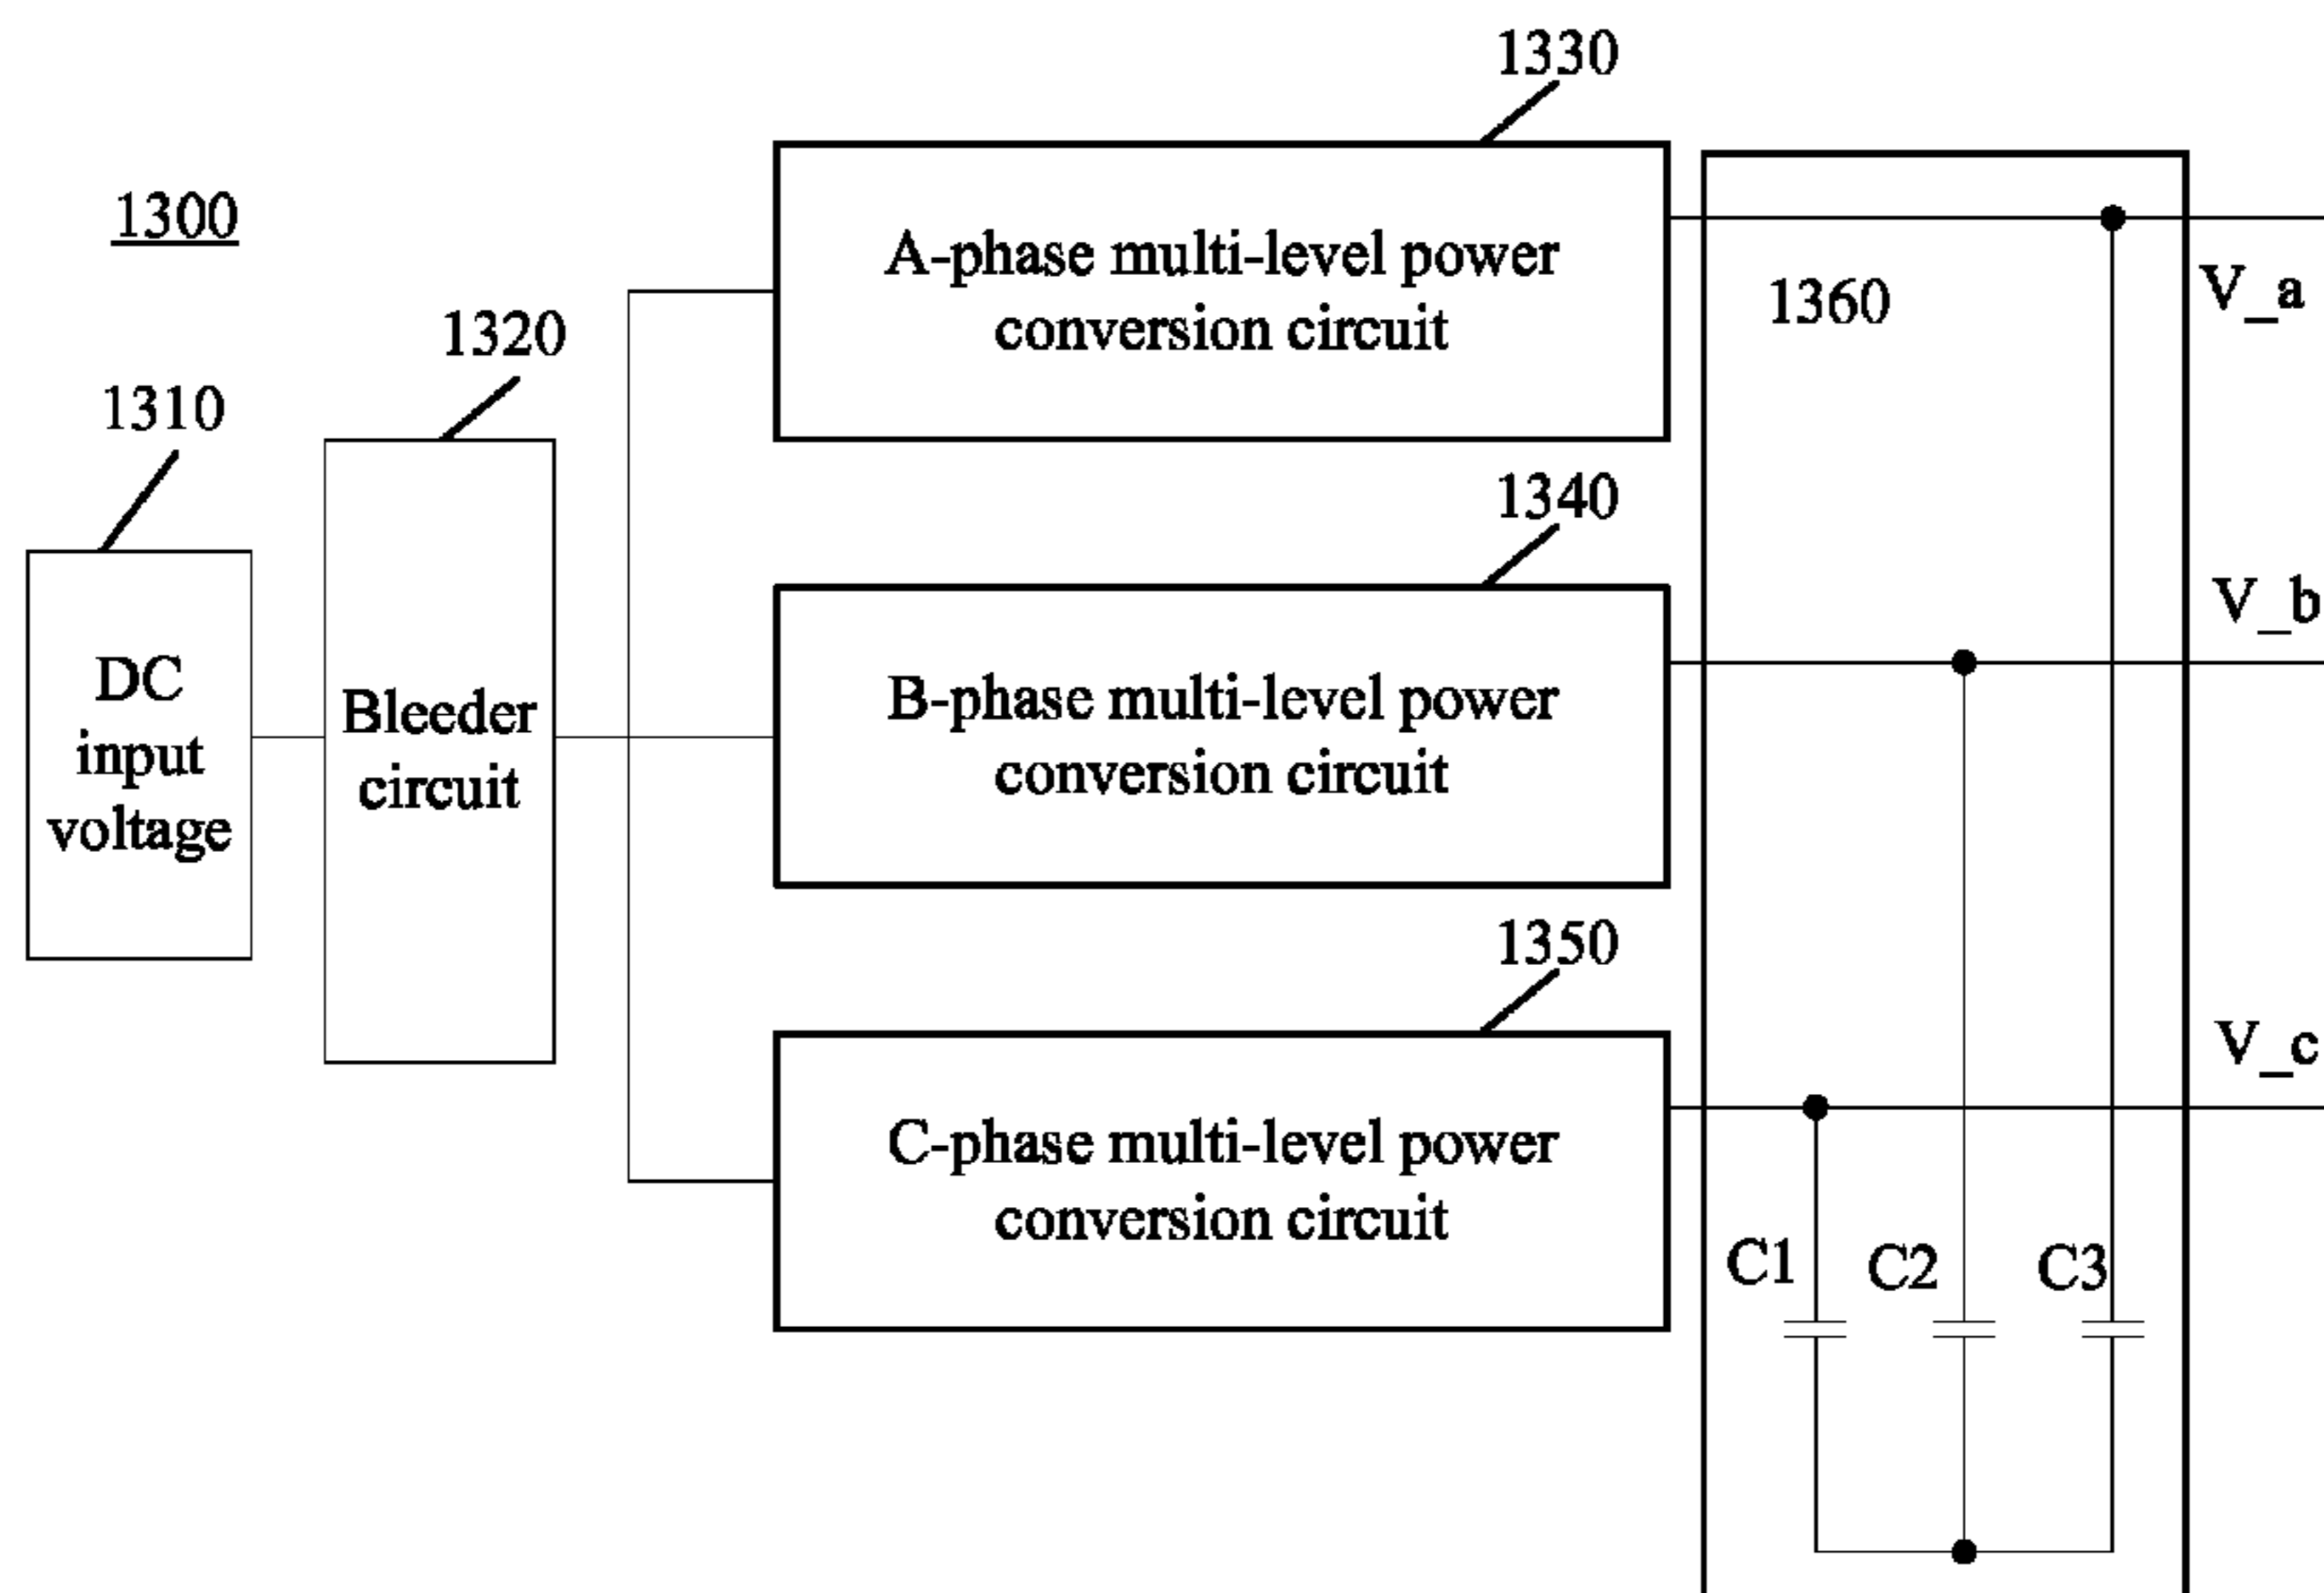 1300
1310
DC
input
voltage
1320
Bleeder
circuit
1330
A-phase multi-level power
conversion circuit
1340
B-phase multi-level power
conversion circuit
1350
C-phase multi-level power
conversion circuit
1360
V_a
V_b
V_c
C1
C2
C3